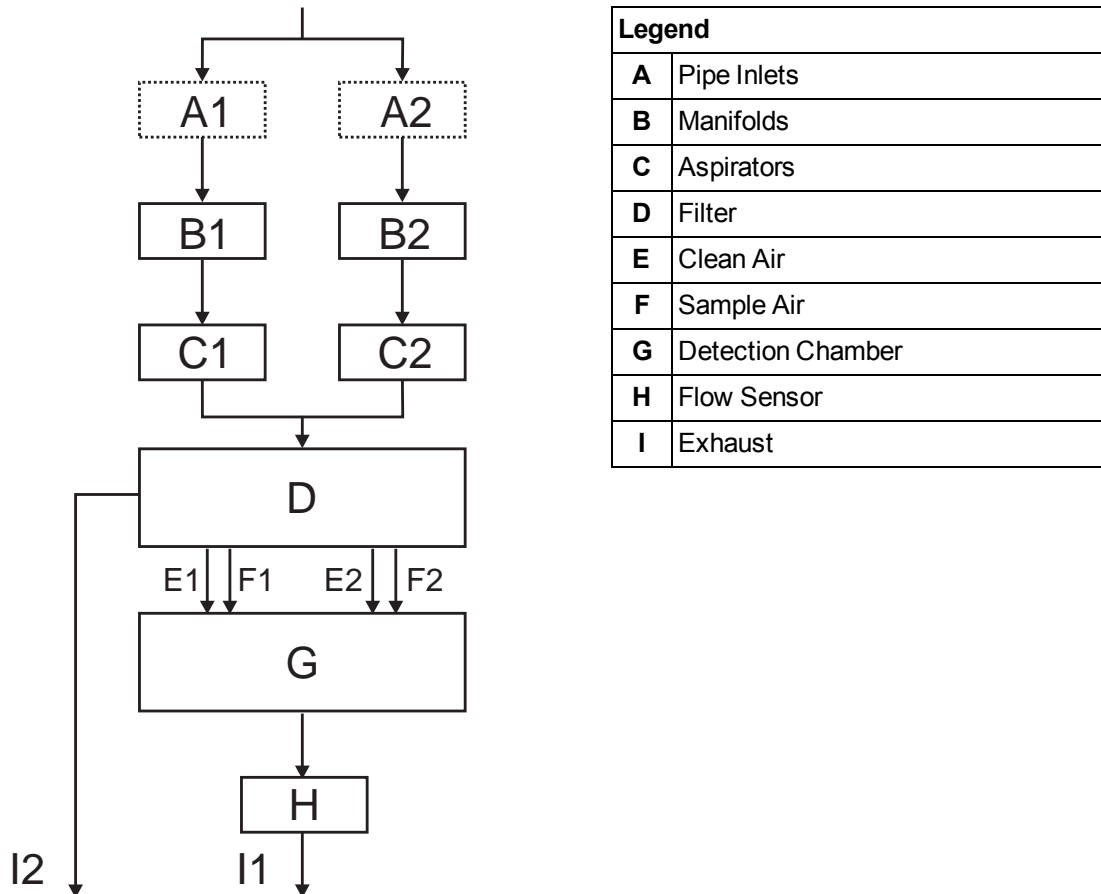 A1 A2
B1 B2
C1 C2
D
E1 F1 E2 F2
G
H
I2 I1
Legend
A Pipe Inlets
B Manifolds
C Aspirators
D Filter
E Clean Air
F Sample Air
G Detection Chamber
H Flow Sensor
I Exhaust